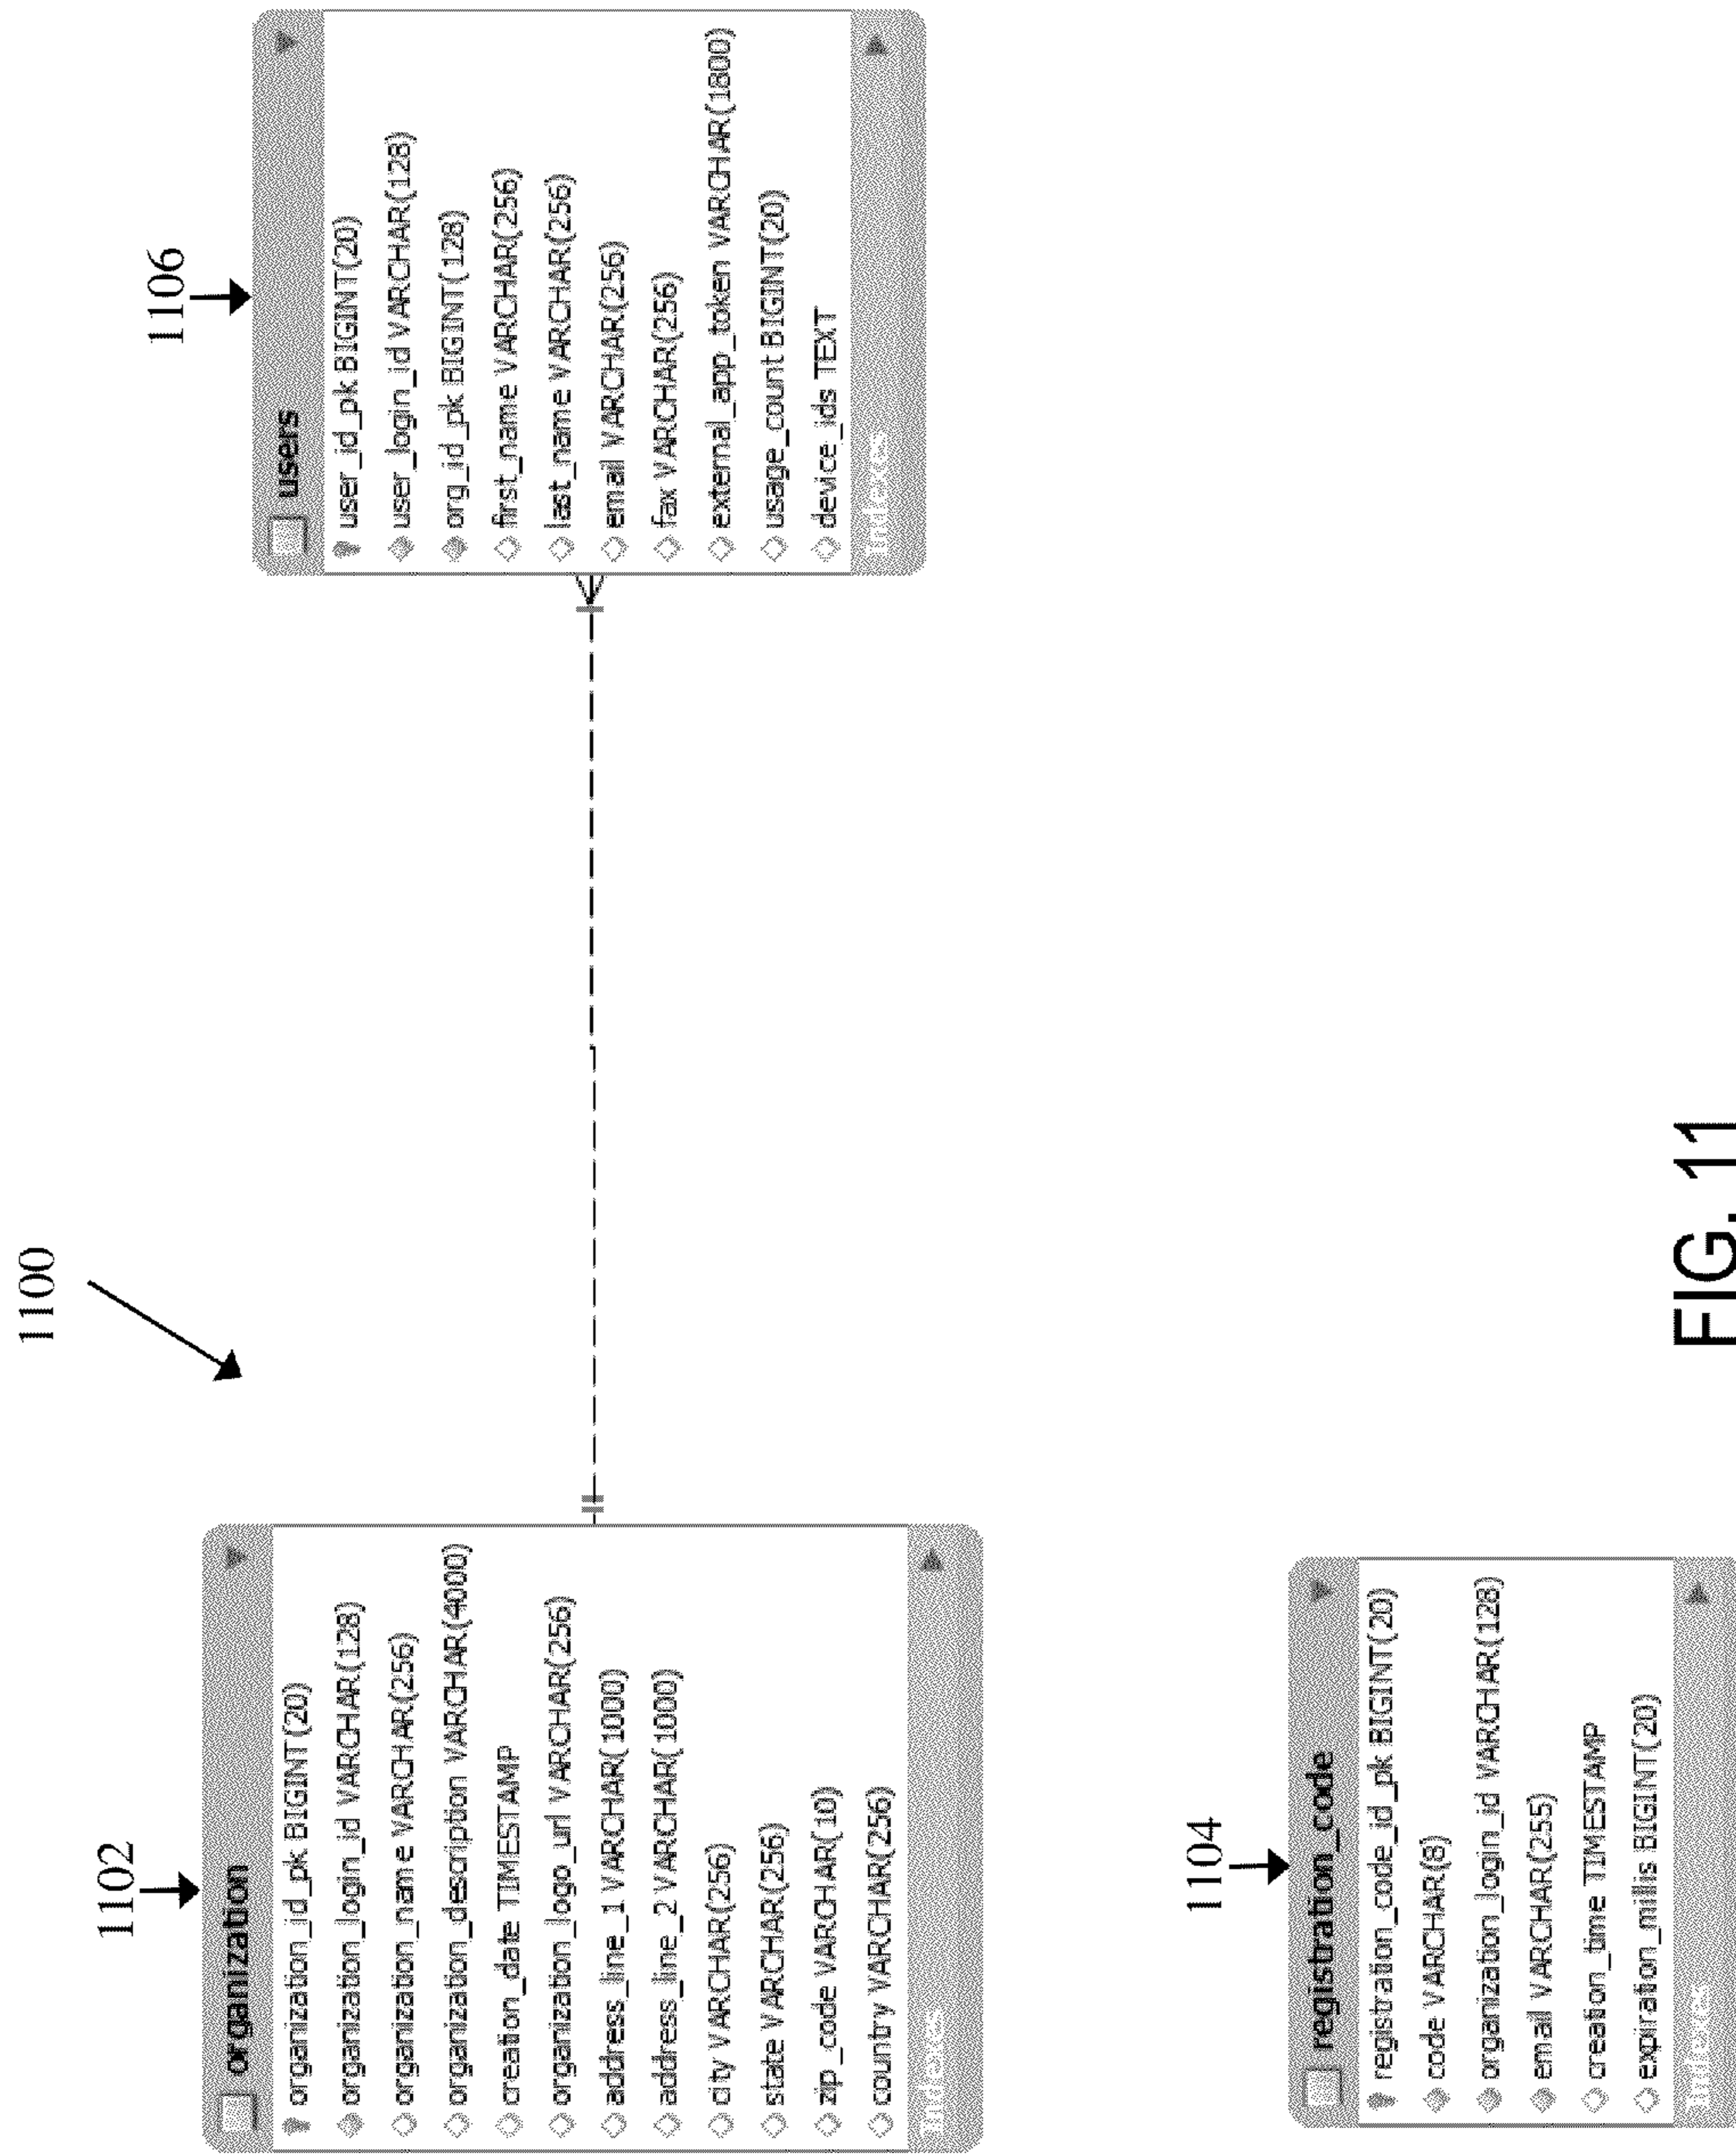 1100
1102
organization
organization_id_pk BIGINT(20)
organization_login_id VARCHAR(128)
organization_name VARCHAR(256)
organization_description VARCHAR(4000)
creation_date TIMESTAMP
organization_logo_url VARCHAR(256)
address_line_1 VARCHAR(1000)
address_line_2 VARCHAR(1000)
city VARCHAR(256)
state VARCHAR(256)
zip_code VARCHAR(10)
country VARCHAR(256)
Indexes
1106
users
user_id_pk BIGINT(20)
user_login_id VARCHAR(128)
org_id_pk BIGINT(128)
first_name VARCHAR(256)
last_name VARCHAR(256)
email VARCHAR(256)
fax VARCHAR(256)
external_app_token VARCHAR(1800)
usage_count BIGINT(20)
device_ids TEXT
Indexes
1104
registration_code
registration_code_id_pk BIGINT(20)
code VARCHAR(8)
organization_login_id VARCHAR(128)
email VARCHAR(255)
creation_time TIMESTAMP
expiration_millis BIGINT(20)
Indexes
FIG. 11